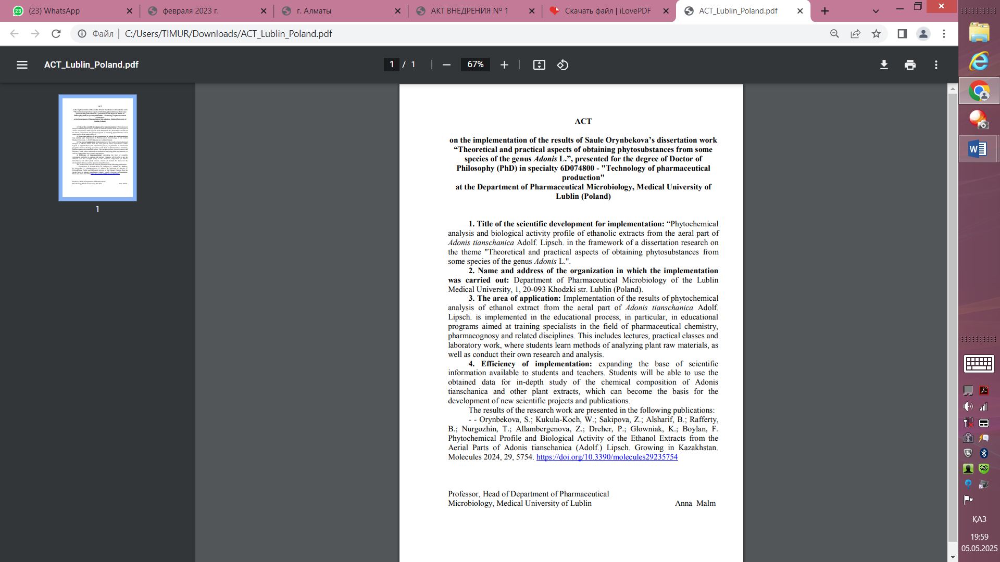 (23) WhatsApp
февраля 2023 г.
г. Алматы
АКТ ВНЕДРЕНИЯ № 1
Скачать файл | iLovePDF
ACT_Lublin_Poland.pdf
Файл
C:/Users/TIMUR/Downloads/ACT_Lublin_Poland.pdf
ACT_Lublin_Poland.pdf
1 / 1
67%
1
ACT
on the implementation of the results of Saule Orynbekova’s dissertation work
“Theoretical and practical aspects of obtaining phytosubstances from some
species of the genus Adonis L.”, presented for the degree of Doctor of
Philosophy (PhD) in specialty 6D074800 - "Technology of pharmaceutical
production"
at the Department of Pharmaceutical Microbiology, Medical University of
Lublin (Poland)
1. Title of the scientific development for implementation: “Phytochemical
analysis and biological activity profile of ethanolic extracts from the aeral part of
Adonis tianschanica Adolf. Lipsch. in the framework of a dissertation research on
the theme "Theoretical and practical aspects of obtaining phytosubstances from
some species of the genus Adonis L.".
2. Name and address of the organization in which the implementation
was carried out: Department of Pharmaceutical Microbiology of the Lublin
Medical University, 1, 20-093 Khodzki str. Lublin (Poland).
3. The area of application: Implementation of the results of phytochemical
analysis of ethanol extract from the aeral part of Adonis tianschanica Adolf.
Lipsch. is implemented in the educational process, in particular, in educational
programs aimed at training specialists in the field of pharmaceutical chemistry,
pharmacognosy and related disciplines. This includes lectures, practical classes and
laboratory work, where students learn methods of analyzing plant raw materials, as
well as conduct their own research and analysis.
4. Efficiency of implementation: expanding the base of scientific
information available to students and teachers. Students will be able to use the
obtained data for in-depth study of the chemical composition of Adonis
tianschanica and other plant extracts, which can become the basis for the
development of new scientific projects and publications.
The results of the research work are presented in the following publications:
- - Orynbekova, S.; Kukula-Koch, W.; Sakipova, Z.; Alsharif, B.; Rafferty,
B.; Nurgozhin, T.; Allambergenova, Z.; Dreher, P.; Głowniak, K.; Boylan, F.
Phytochemical Profile and Biological Activity of the Ethanol Extracts from the
Aerial Parts of Adonis tianschanica (Adolf.) Lipsch. Growing in Kazakhstan.
Molecules 2024, 29, 5754. https://doi.org/10.3390/molecules29235754
Professor, Head of Department of Pharmaceutical
Microbiology, Medical University of Lublin Anna Malm
ҚАЗ
19:59
05.05.2025